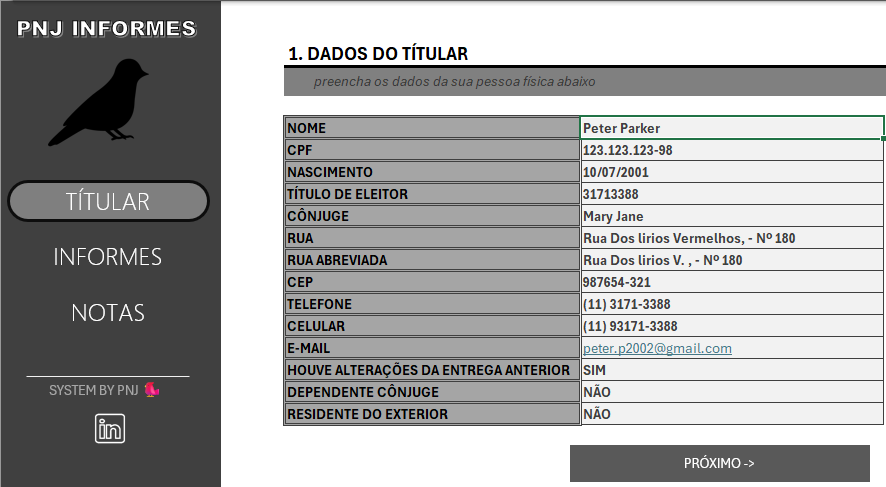 PNJ INFORMES
TÍTULAR
INFORMES
NOTAS
SYSTEM BY PNJ
in
1. DADOS DO TÍTULAR
preencha os dados da sua pessoa física abaixo
NOME Peter Parker
CPF 123.123.123-98
NASCIMENTO 10/07/2001
TÍTULO DE ELEITOR 31713388
CÔNJUGE Mary Jane
RUA Rua Dos lirios Vermelhos, - Nº 180
RUA ABREVIADA Rua Dos lirios V. , - Nº 180
CEP 987654-321
TELEFONE (11) 3171-3388
CELULAR (11) 93171-3388
E-MAIL peter.p2002@gmail.com
HOUVE ALTERAÇÕES DA ENTREGA ANTERIOR SIM
DEPENDENTE CÔNJUGE NÃO
RESIDENTE DO EXTERIOR NÃO
PRÓXIMO ->